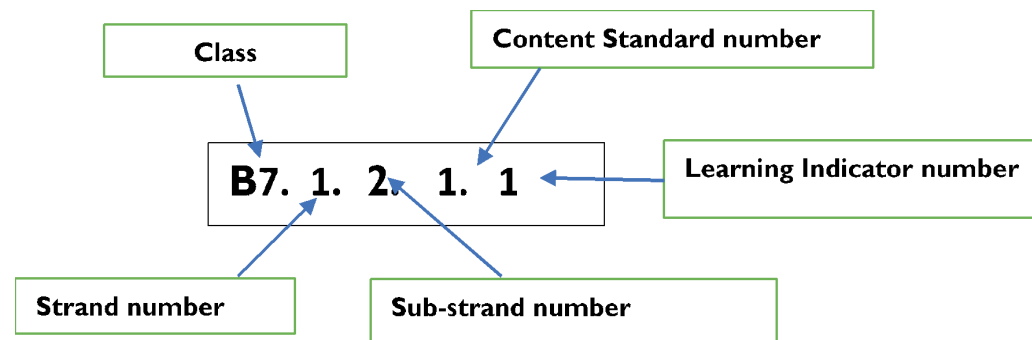 Class
Content Standard number
B7. 1. 2. 1. 1
Learning Indicator number
Strand number
Sub-strand number